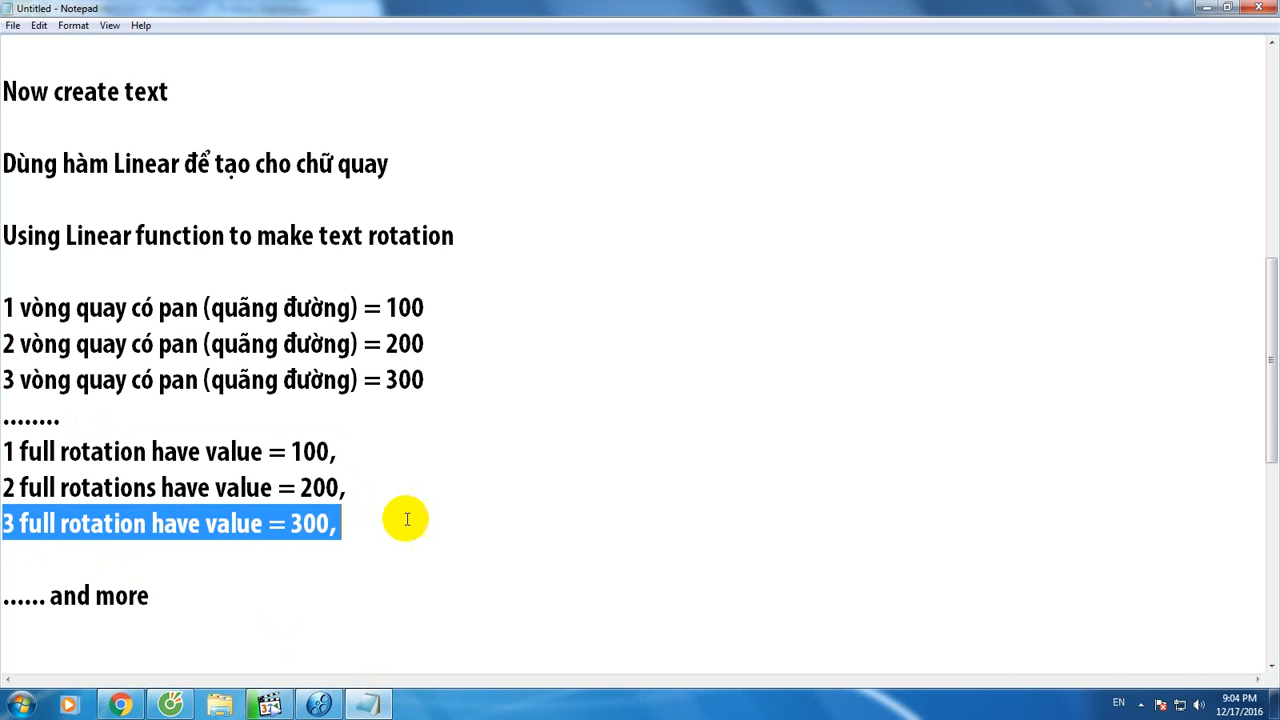 Untitled - Notepad
File Edit Format View Help
Now create text
Dùng hàm Linear để tạo cho chữ quay
Using Linear function to make text rotation
1 vòng quay có pan (quãng đường) = 100
2 vòng quay có pan (quãng đường) = 200
3 vòng quay có pan (quãng đường) = 300
........
1 full rotation have value = 100,
2 full rotations have value = 200,
3 full rotation have value = 300,
...... and more
EN
9:04 PM
12/17/2016